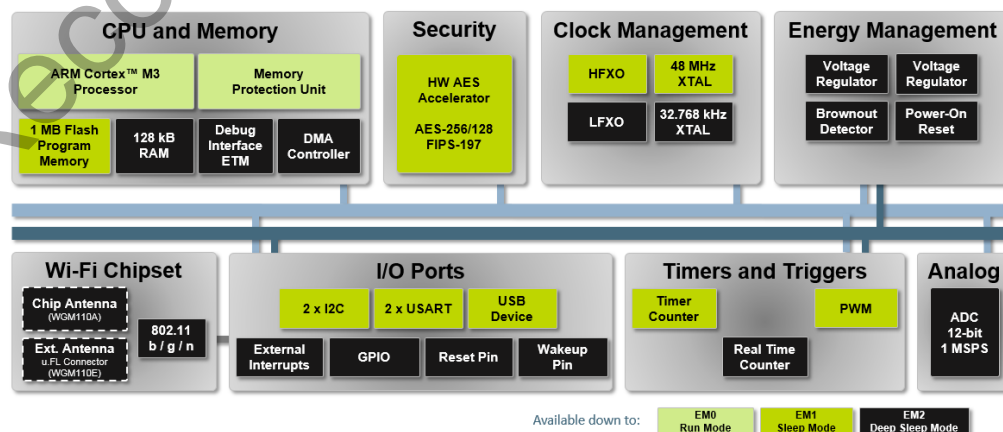 CPU and Memory
ARM Cortex™ M3
Processor
Memory
Protection Unit
1 MB Flash
Program
Memory
128 kB
RAM
Debug
Interface
ETM
DMA
Controller
Security
HW AES
Accelerator
AES-256/128
FIPS-197
Clock Management
HFXO
48 MHz
XTAL
LFXO
32.768 kHz
XTAL
Energy Management
Voltage
Regulator
Voltage
Regulator
Brownout
Detector
Power-On
Reset
Wi-Fi Chipset
Chip Antenna
(WGM110A)
Ext. Antenna
u.FL Connector
(WGM110E)
802.11
b / g / n
I/O Ports
2 x I2C
2 x USART
USB
Device
External
Interrupts
GPIO
Reset Pin
Wakeup
Pin
Timers and Triggers
Timer
Counter
PWM
Real Time
Counter
Analog
ADC
12-bit
1 MSPS
Available down to:
EM0
Run Mode
EM1
Sleep Mode
EM2
Deep Sleep Mode